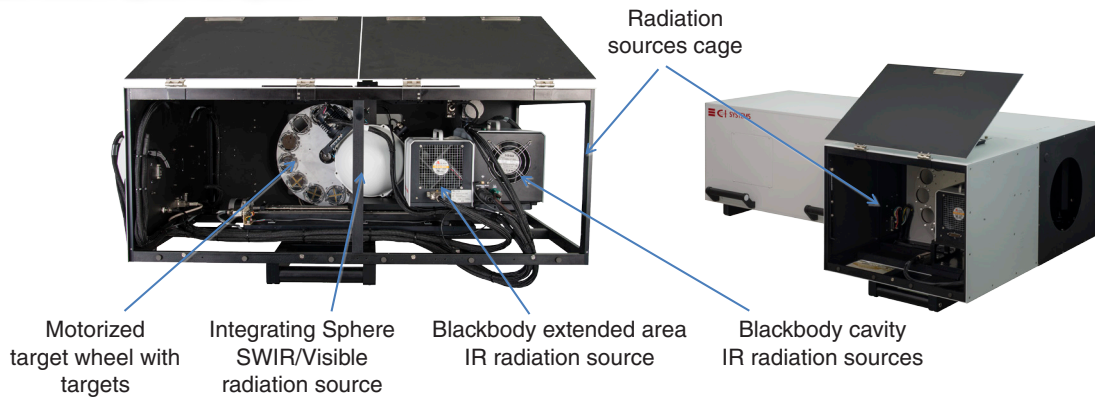 Radiation
sources cage
CI SYSTEMS
Motorized
target wheel with
targets
Integrating Sphere
SWIR/Visible
radiation source
Blackbody extended area
IR radiation source
Blackbody cavity
IR radiation sources